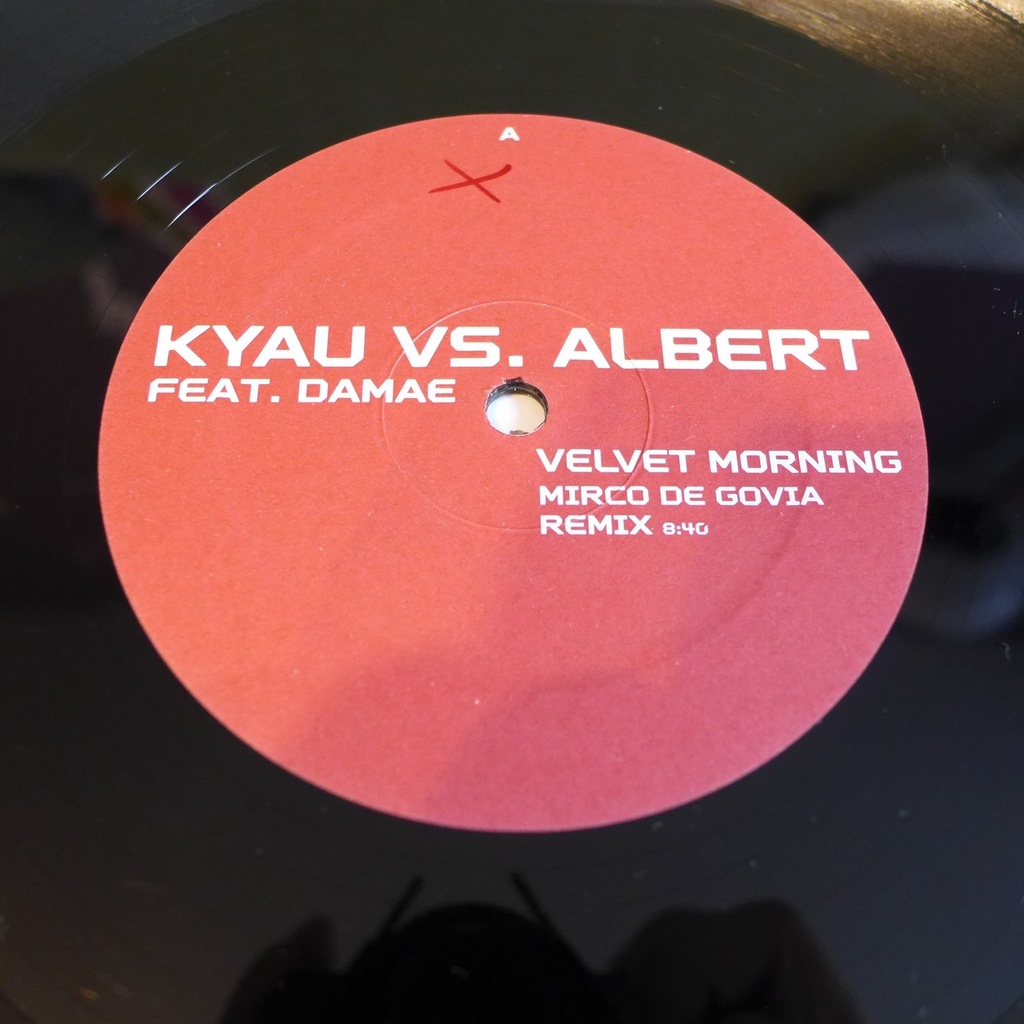 A
X
KYAU VS. ALBERT
FEAT. DAMAE
VELVET MORNING
MIRCO DE GOVIA
REMIX 8:40